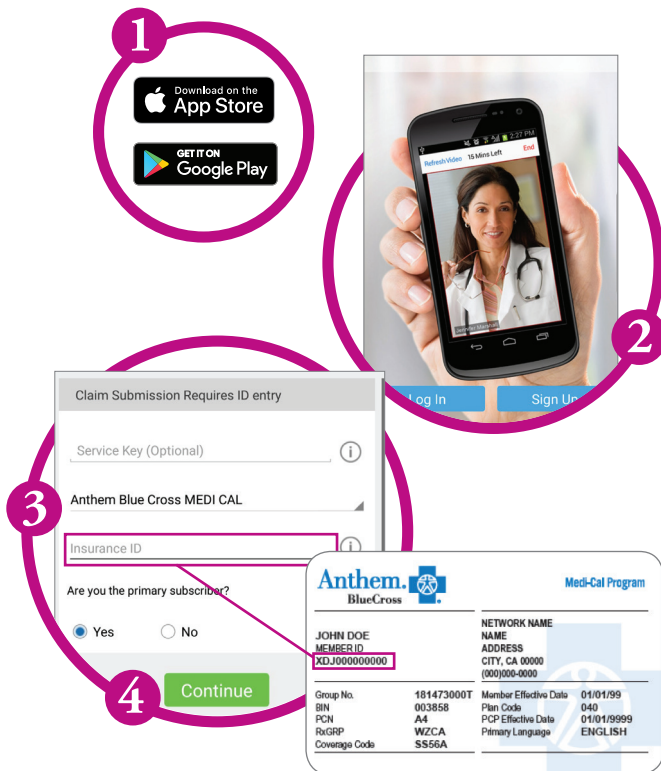 1
Download on the
App Store
GET IT ON
Google Play
2:27 PM
Refresh Video 15 Mins Left End
2
Log In Sign Up
3
Claim Submission Requires ID entry
Service Key (Optional)
i
Anthem Blue Cross MEDI CAL
Insurance ID
i
Are you the primary subscriber?
Yes No
4
Continue
Anthem.
BlueCross
Medi-Cal Program
JOHN DOE
MEMBER ID
XDJ000000000
NETWORK NAME
NAME
ADDRESS
CITY, CA 00000
(000)000-0000
Group No. 181473000T
BIN 003858
PCN A4
RxGRP WZCA
Coverage Code SS56A
Member Effective Date 01/01/99
Plan Code 040
PCP Effective Date 01/01/9999
Primary Language ENGLISH